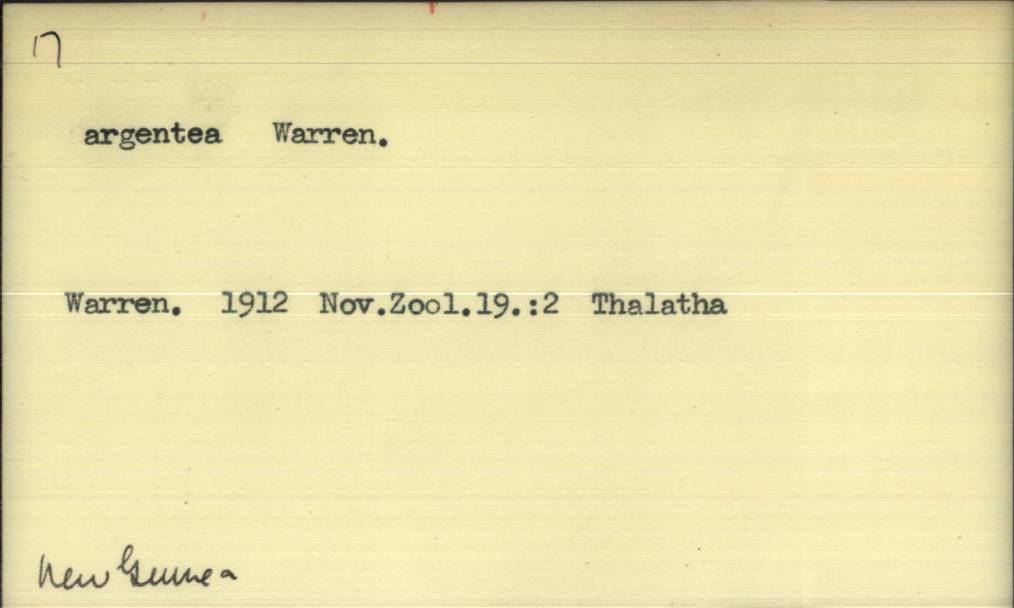 17
argentea Warren.
Warren. 1912 Nov.Zool.19.:2 Thalatha
New Guinea